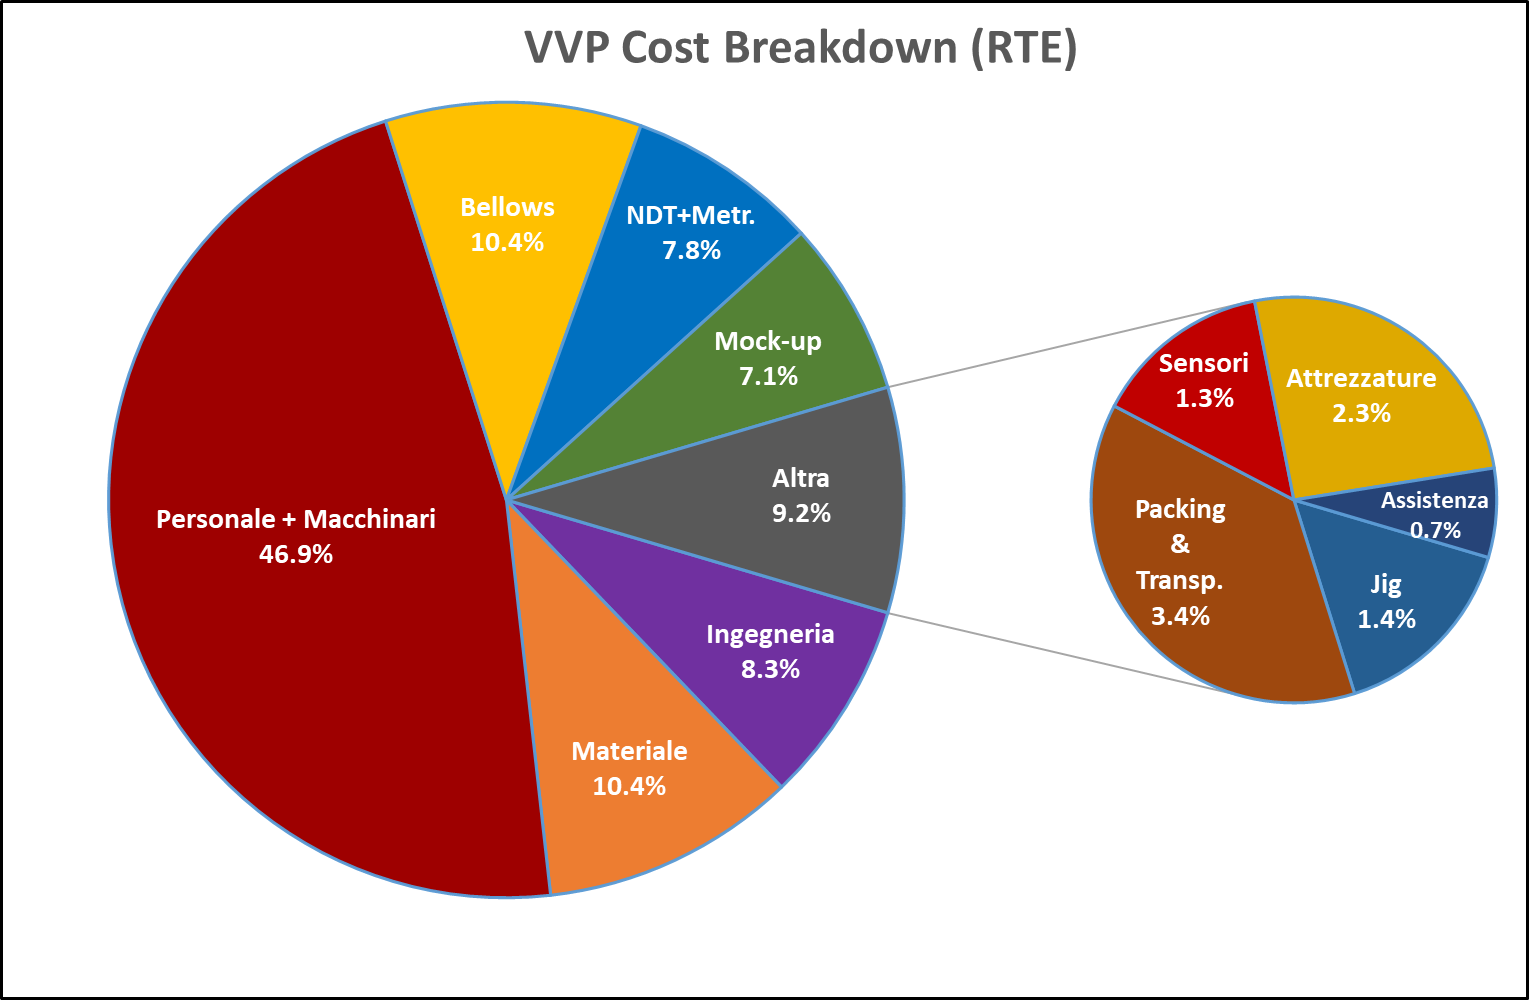 VVP Cost Breakdown (RTE)
Bellows
10.4%
NDT+Metr.
7.8%
Mock-up
7.1%
Altra
9.2%
Ingegneria
8.3%
Materiale
10.4%
Personale + Macchinari
46.9%
Sensori
1.3%
Attrezzature
2.3%
Assistenza
0.7%
Jig
1.4%
Packing
&
Transp.
3.4%